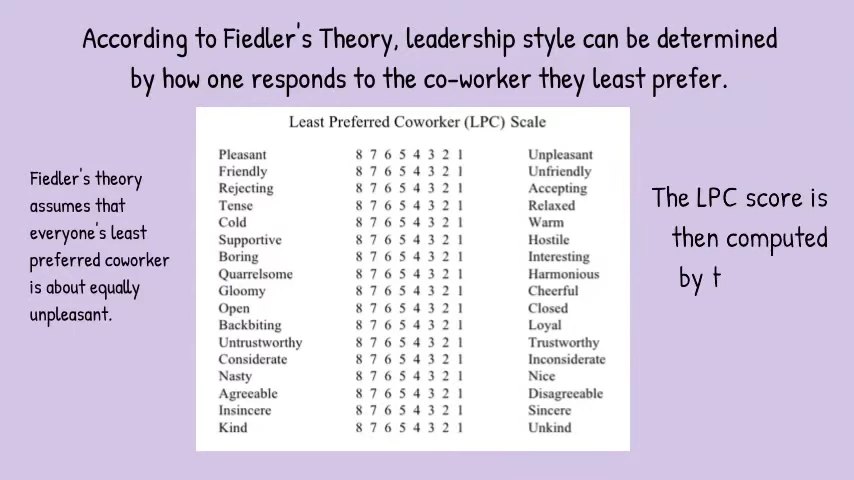 According to Fiedler's Theory, leadership style can be determined
by how one responds to the co-worker they least prefer.
Fiedler's theory
assumes that
everyone's least
preferred coworker
is about equally
unpleasant.
Least Preferred Coworker (LPC) Scale
Pleasant 8 7 6 5 4 3 2 1 Unpleasant
Friendly 8 7 6 5 4 3 2 1 Unfriendly
Rejecting 8 7 6 5 4 3 2 1 Accepting
Tense 8 7 6 5 4 3 2 1 Relaxed
Cold 8 7 6 5 4 3 2 1 Warm
Supportive 8 7 6 5 4 3 2 1 Hostile
Boring 8 7 6 5 4 3 2 1 Interesting
Quarrelsome 8 7 6 5 4 3 2 1 Harmonious
Gloomy 8 7 6 5 4 3 2 1 Cheerful
Open 8 7 6 5 4 3 2 1 Closed
Backbiting 8 7 6 5 4 3 2 1 Loyal
Untrustworthy 8 7 6 5 4 3 2 1 Trustworthy
Considerate 8 7 6 5 4 3 2 1 Inconsiderate
Nasty 8 7 6 5 4 3 2 1 Nice
Agreeable 8 7 6 5 4 3 2 1 Disagreeable
Insincere 8 7 6 5 4 3 2 1 Sincere
Kind 8 7 6 5 4 3 2 1 Unkind
The LPC score is
then computed
by t